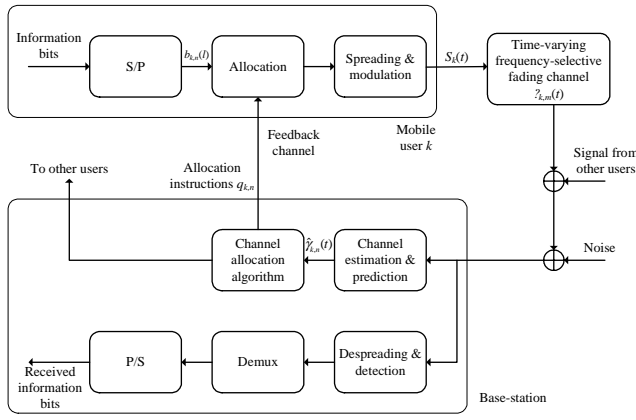 Information
bits
S/P
b_{k,n}(l)
Allocation
Spreading &
modulation
S_k(t)
Time-varying
frequency-selective
fading channel
?_{k,m}(t)
Mobile
user k
Feedback
channel
Signal from
other users
To other users
Allocation
instructions q_{k,n}
Channel
allocation
algorithm
γ̂_{k,n}(t)
Channel
estimation &
prediction
Noise
P/S
Demux
Despreading &
detection
Received
information
bits
Base-station